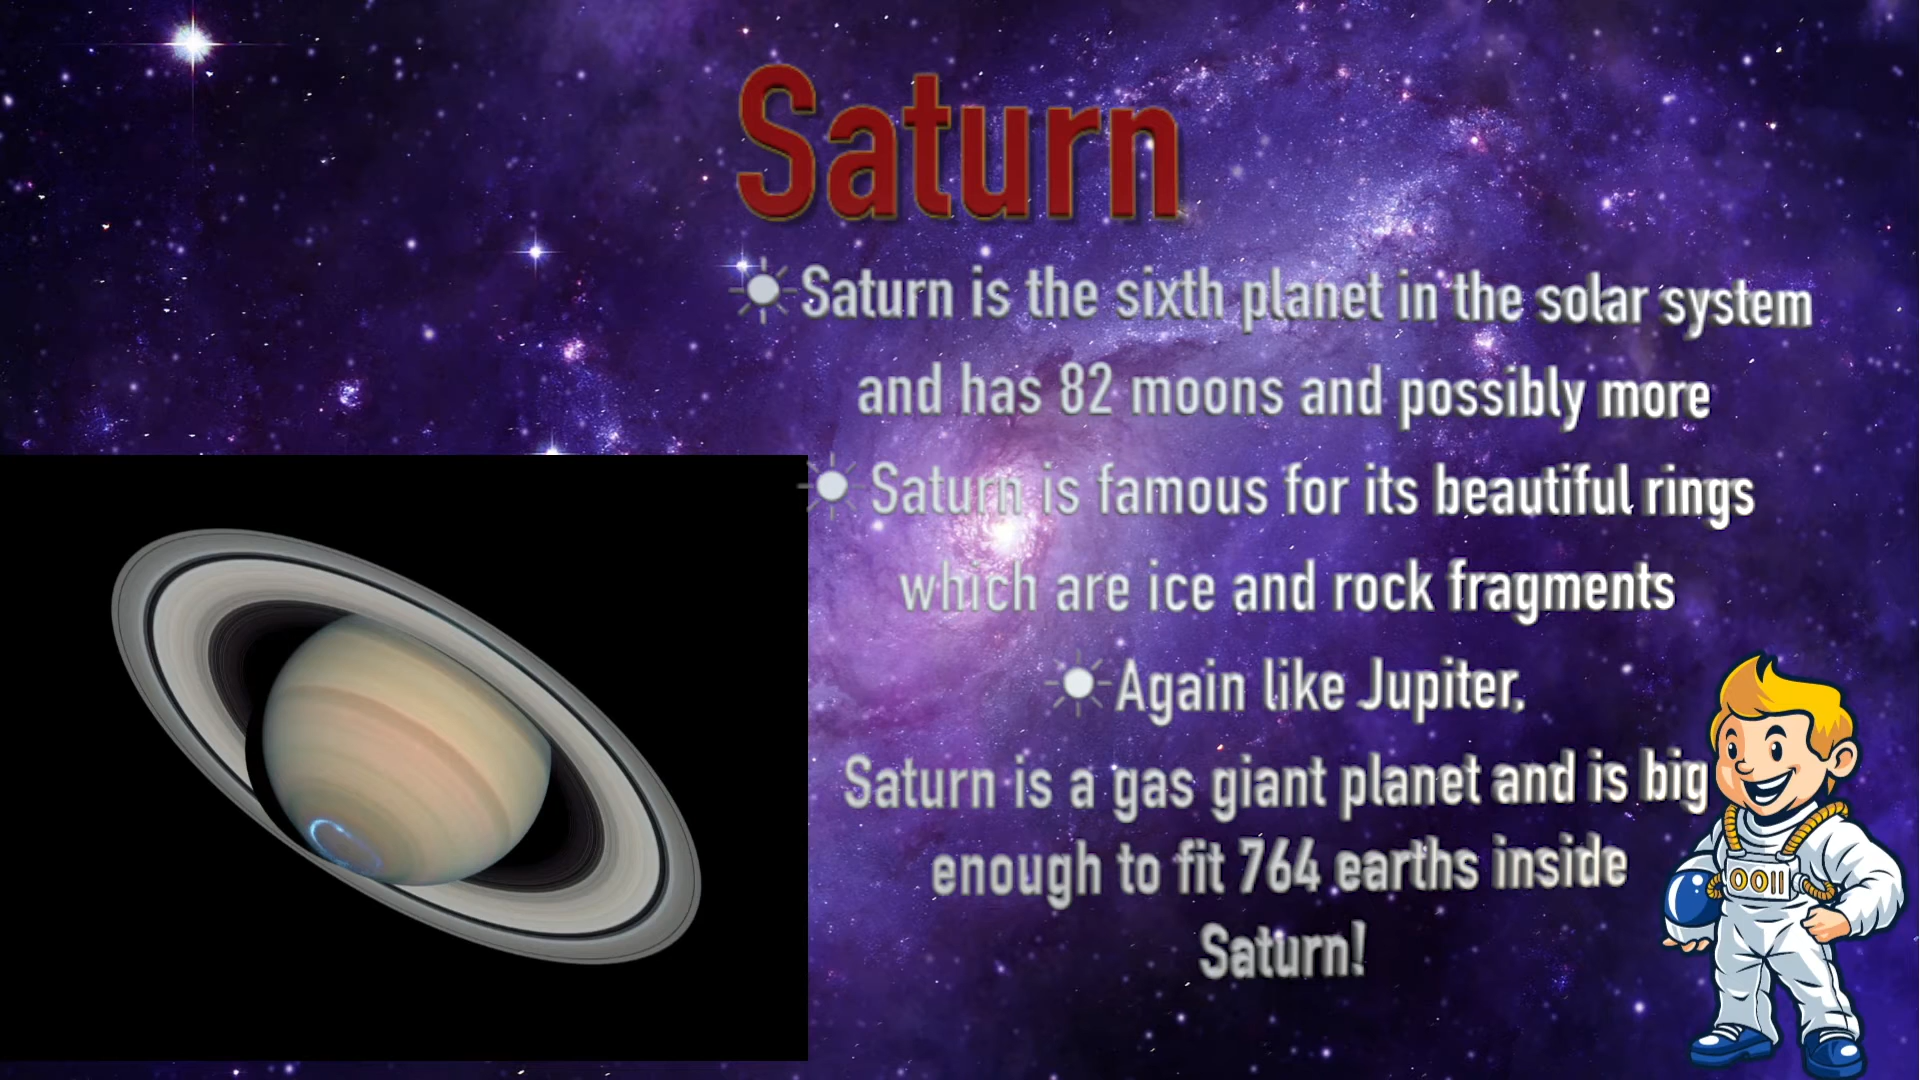 Saturn
Saturn is the sixth planet in the solar system
and has 82 moons and possibly more
Saturn is famous for its beautiful rings
which are ice and rock fragments
Again like Jupiter,
Saturn is a gas giant planet and is big
enough to fit 764 earths inside
Saturn!
OOII